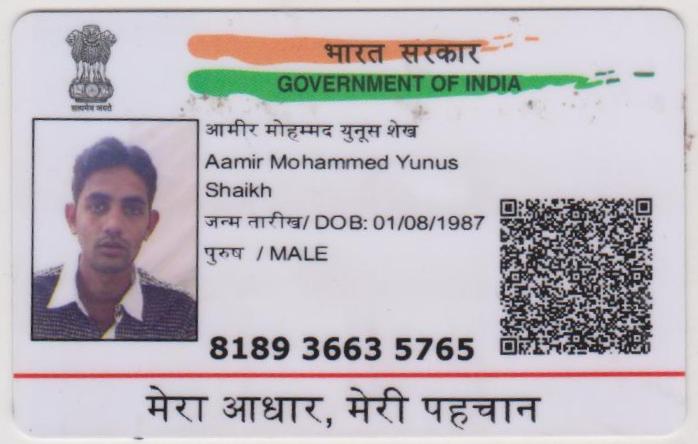 भारत सरकार
GOVERNMENT OF INDIA
सत्यमेव जयते
आमीर मोहम्मद युनूस शेख
Aamir Mohammed Yunus
Shaikh
जन्म तारीख/ DOB: 01/08/1987
पुरुष / MALE
8189 3663 5765
मेरा आधार, मेरी पहचान